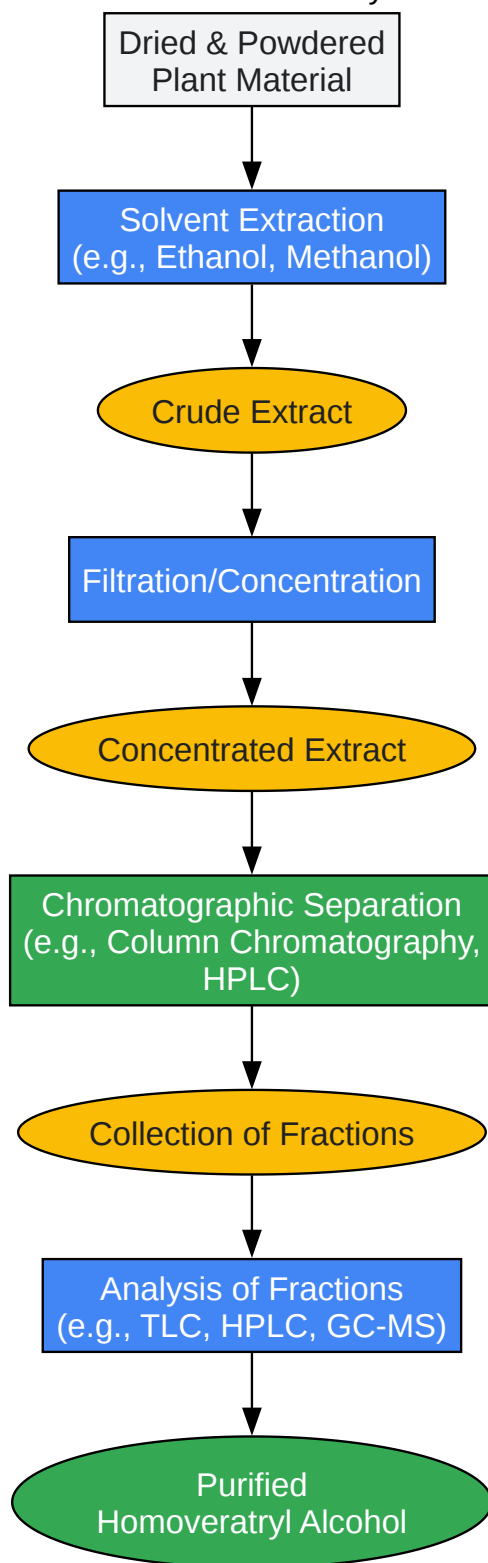 Dried & Powdered
Plant Material
Solvent Extraction
(e.g., Ethanol, Methanol)
Crude Extract
Filtration/Concentration
Concentrated Extract
Chromatographic Separation
(e.g., Column Chromatography,
HPLC)
Collection of Fractions
Analysis of Fractions
(e.g., TLC, HPLC, GC-MS)
Purified
Homoveratryl Alcohol